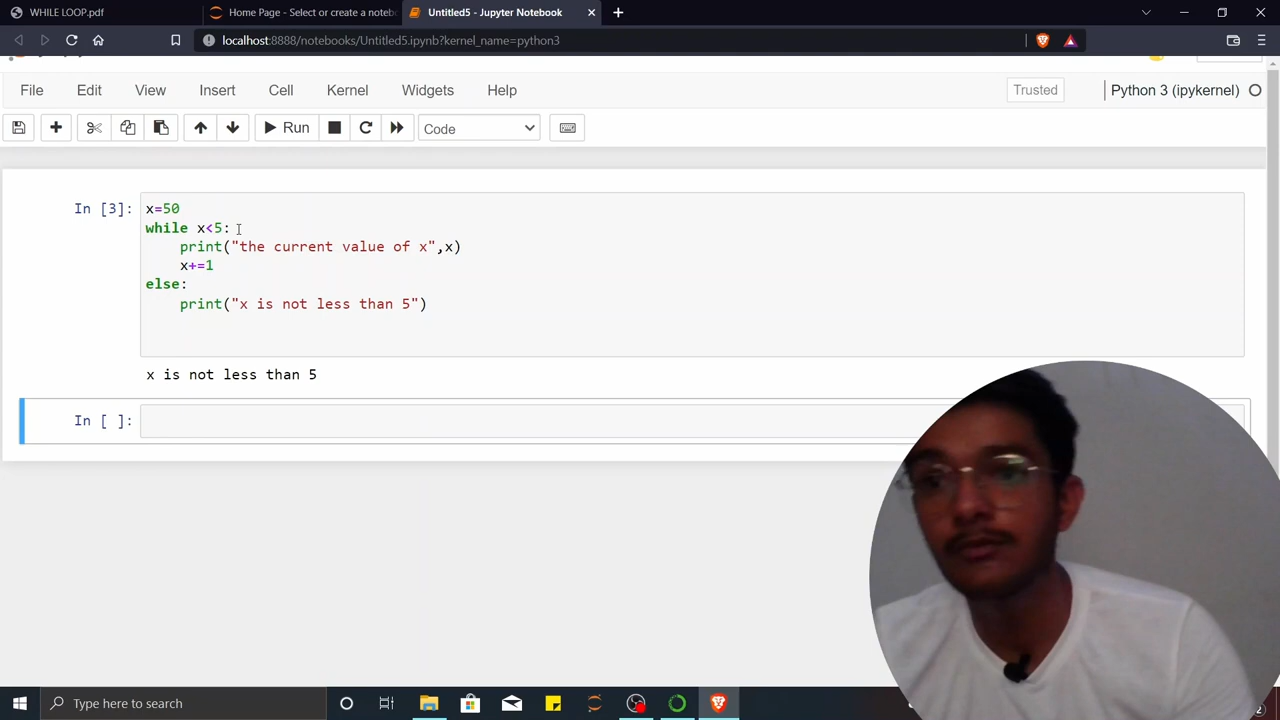 WHILE LOOP.pdf
Home Page - Select or create a noteb
Untitled5 - Jupyter Notebook
localhost:8888/notebooks/Untitled5.ipynb?kernel_name=python3
File Edit View Insert Cell Kernel Widgets Help
Trusted
Python 3 (ipykernel)
Run
Code
In [3]:
x=50
while x<5:
    print("the current value of x",x)
    x+=1
else:
    print("x is not less than 5")
x is not less than 5
In [ ]:
Type here to search